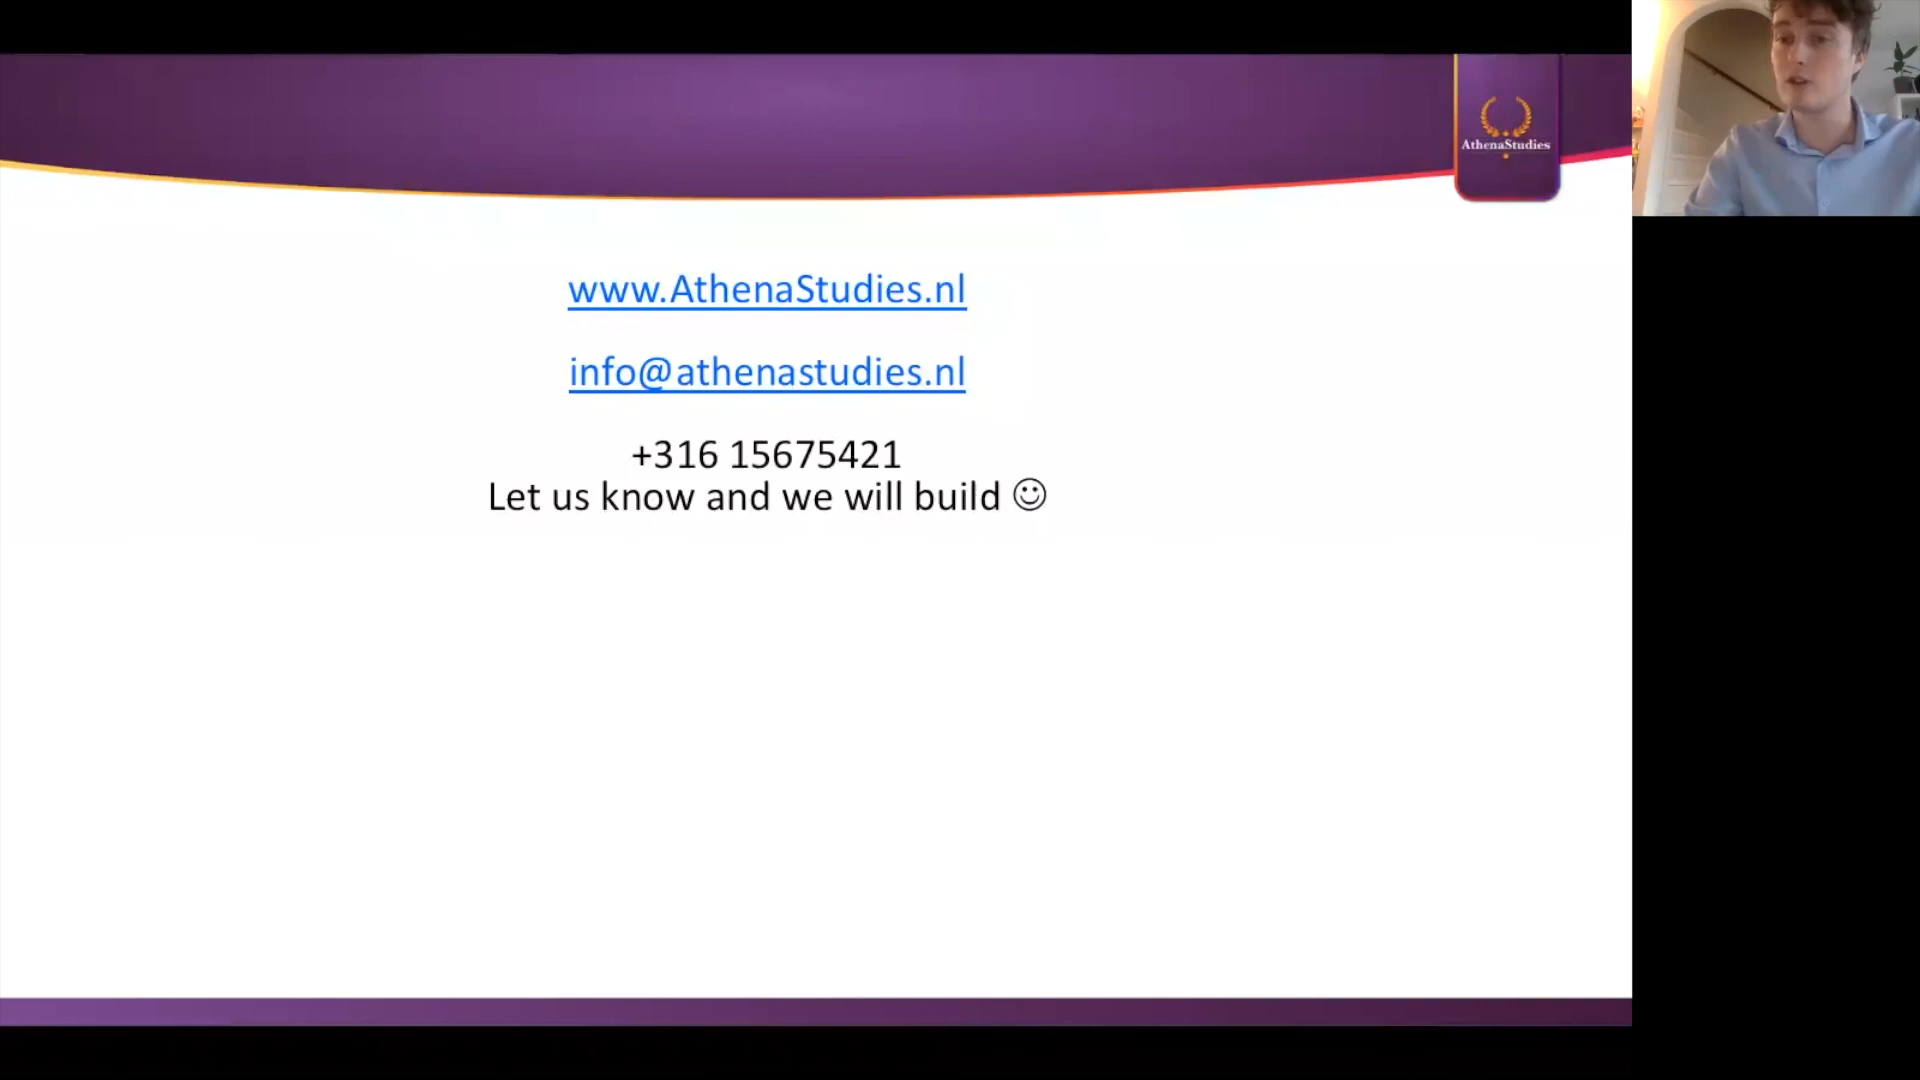 AthenaStudies
www.AthenaStudies.nl
info@athenastudies.nl
+316 15675421
Let us know and we will build ☺